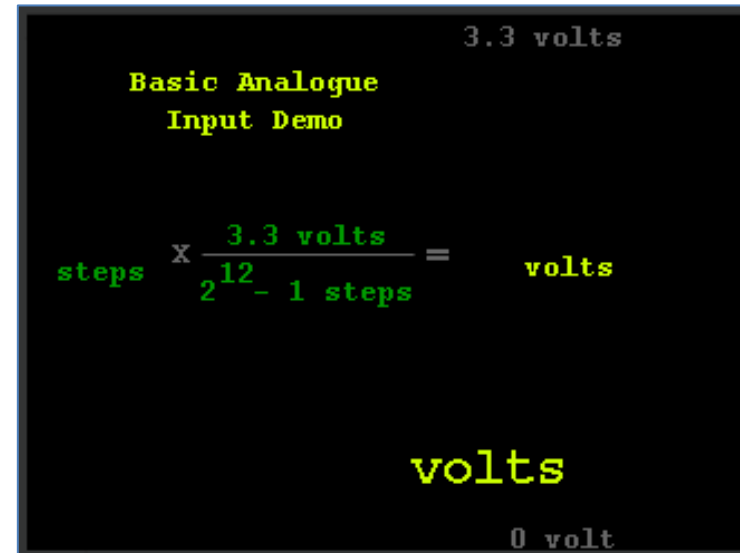 3.3 volts
Basic Analogue
Input Demo
steps x 3.3 volts / 2^12 - 1 steps = volts
volts
0 volt